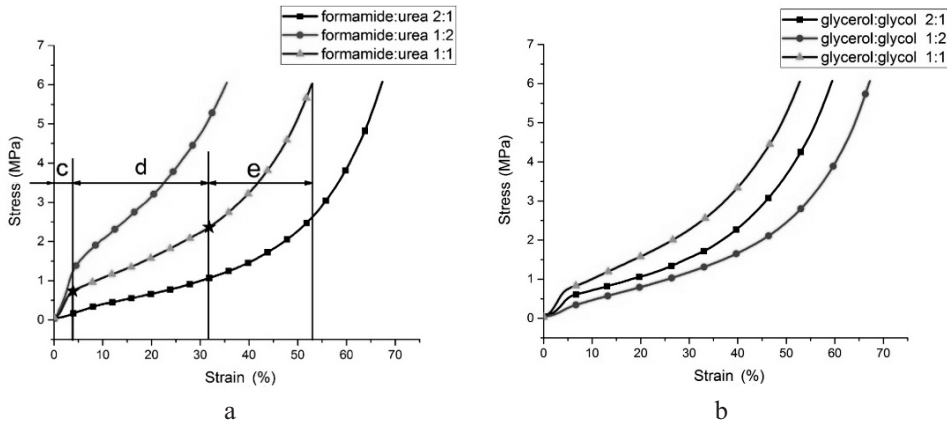 formamide:urea 2:1
formamide:urea 1:2
formamide:urea 1:1
7
6
5
4
3
2
1
0
Stress (MPa)
c
d
e
0 10 20 30 40 50 60 70
Strain (%)
a
glycerol:glycol 2:1
glycerol:glycol 1:2
glycerol:glycol 1:1
7
6
5
4
3
2
1
0
Stress (MPa)
0 10 20 30 40 50 60 70
Strain (%)
b